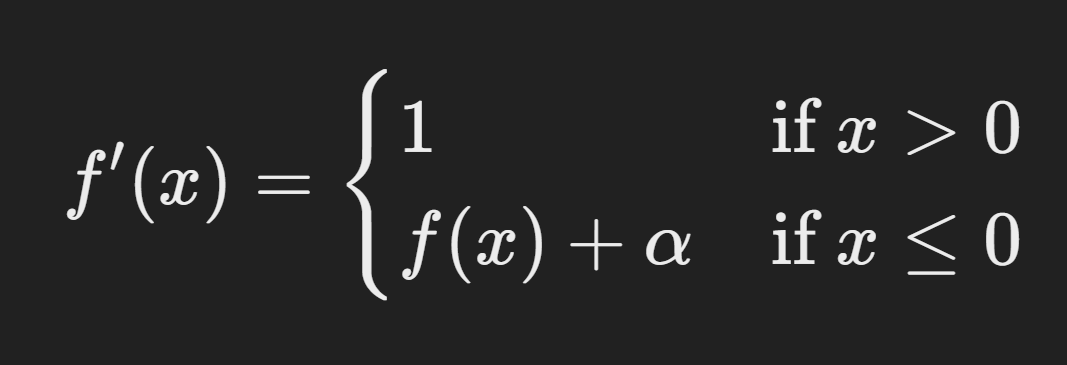 f′(x) = { 1 if x > 0
f(x) + α if x ≤ 0